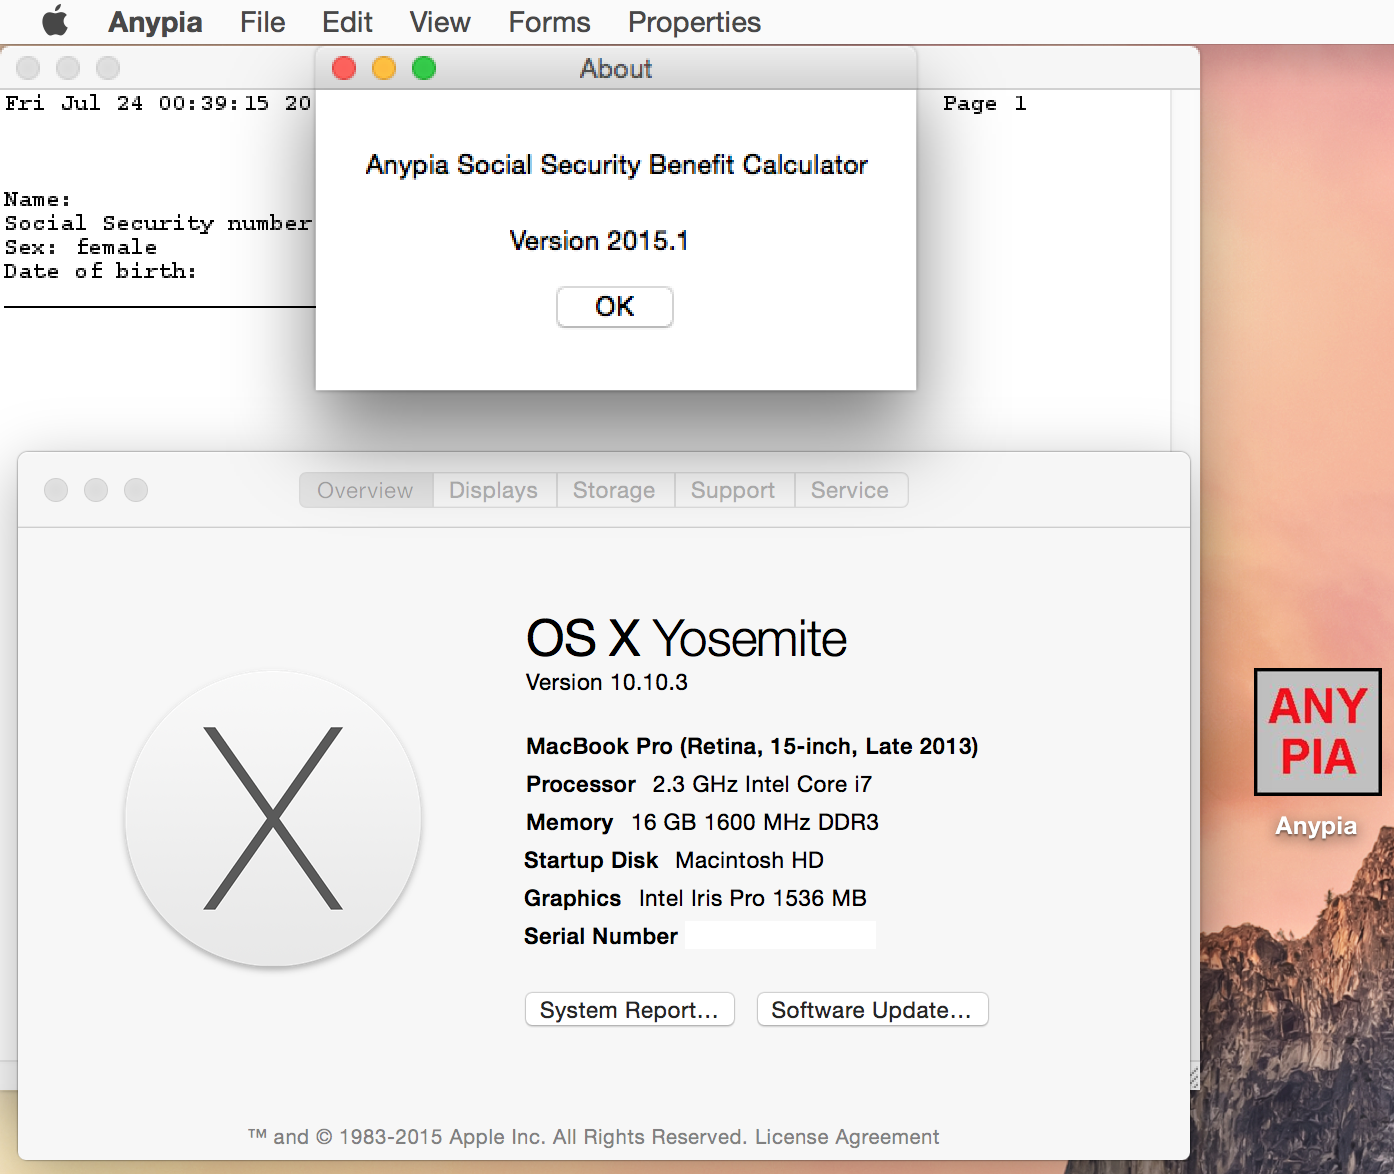 Anypia File Edit View Forms Properties
About
Fri Jul 24 00:39:15 20
Page 1
Anypia Social Security Benefit Calculator
Version 2015.1
OK
Name:
Social Security number
Sex: female
Date of birth:
Overview Displays Storage Support Service
OS X Yosemite
Version 10.10.3
MacBook Pro (Retina, 15-inch, Late 2013)
Processor 2.3 GHz Intel Core i7
Memory 16 GB 1600 MHz DDR3
Startup Disk Macintosh HD
Graphics Intel Iris Pro 1536 MB
Serial Number
System Report... Software Update...
™ and © 1983-2015 Apple Inc. All Rights Reserved. License Agreement
ANY
PIA
Anypia